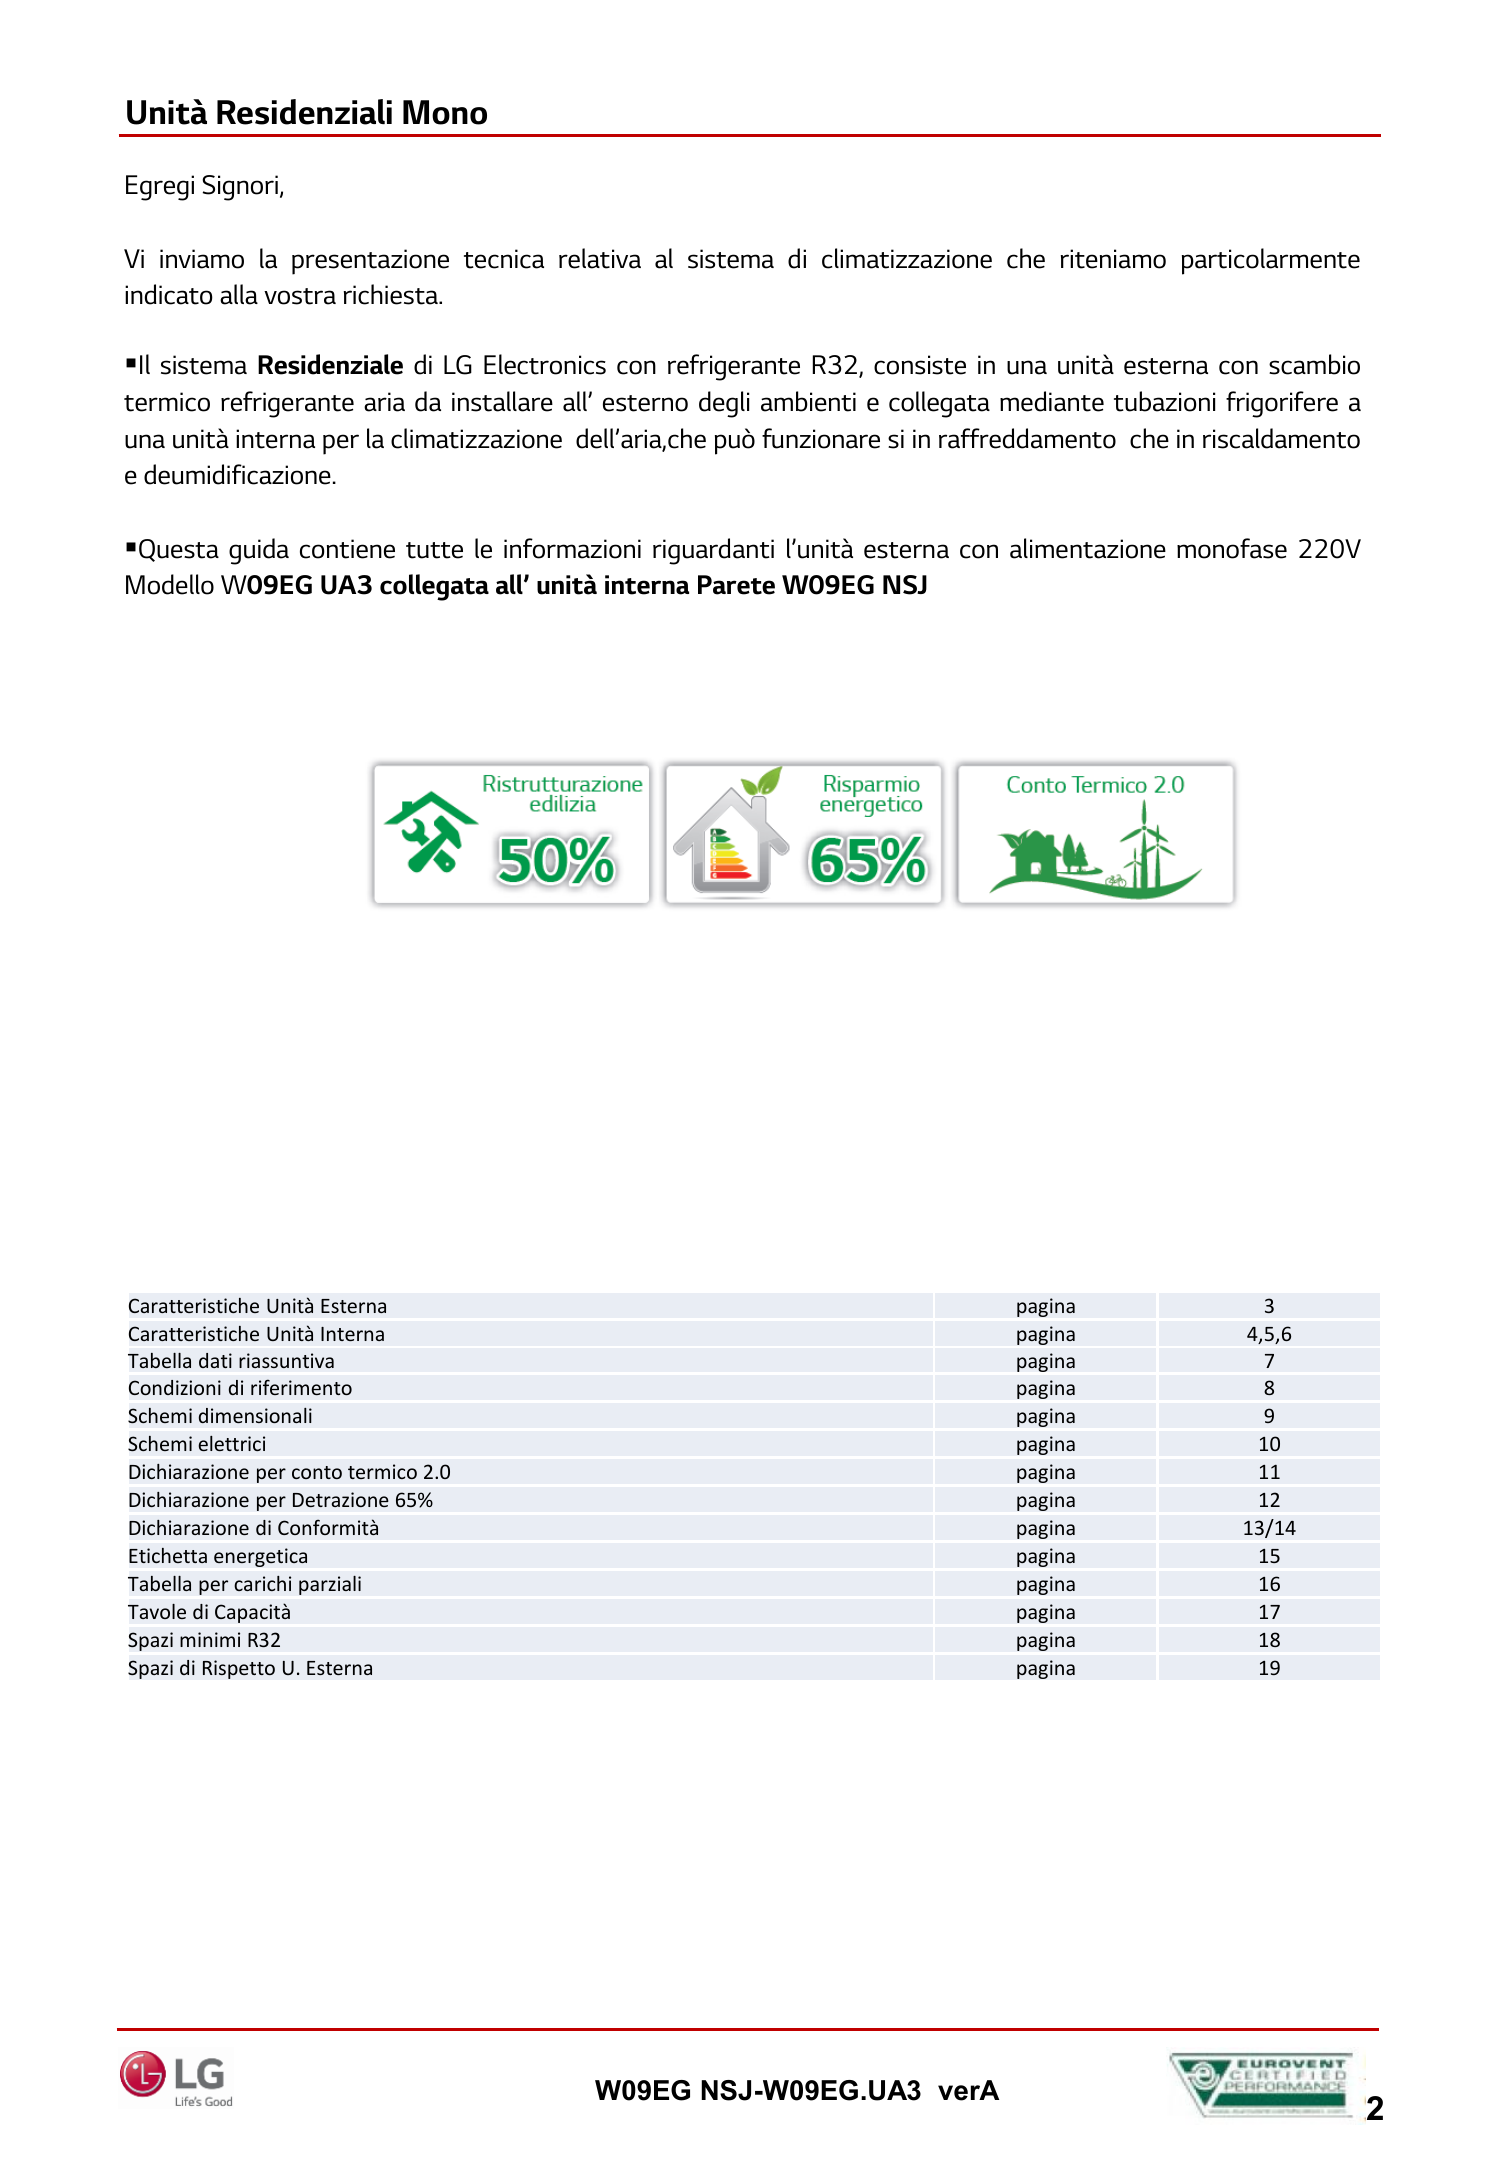 Unità Residenziali Mono
Egregi Signori,
Vi inviamo la presentazione tecnica relativa al sistema di climatizzazione che riteniamo particolarmente
indicato alla vostra richiesta.
▪Il sistema Residenziale di LG Electronics con refrigerante R32, consiste in una unità esterna con scambio
termico refrigerante aria da installare all’ esterno degli ambienti e collegata mediante tubazioni frigorifere a
una unità interna per la climatizzazione  dell’aria,che può funzionare si in raffreddamento  che in riscaldamento
e deumidificazione.
▪Questa guida contiene tutte le informazioni riguardanti l’unità esterna con alimentazione monofase 220V
Modello W09EG UA3 collegata all’ unità interna Parete W09EG NSJ
Ristrutturazione
edilizia
50%
Risparmio
energetico
65%
Conto Termico 2.0
Caratteristiche Unità Esterna pagina 3
Caratteristiche Unità Interna pagina 4,5,6
Tabella dati riassuntiva pagina 7
Condizioni di riferimento pagina 8
Schemi dimensionali pagina 9
Schemi elettrici pagina 10
Dichiarazione per conto termico 2.0 pagina 11
Dichiarazione per Detrazione 65% pagina 12
Dichiarazione di Conformità pagina 13/14
Etichetta energetica pagina 15
Tabella per carichi parziali pagina 16
Tavole di Capacità pagina 17
Spazi minimi R32 pagina 18
Spazi di Rispetto U. Esterna pagina 19
LG
Life's Good
W09EG NSJ-W09EG.UA3  verA
EUROVENT
CERTIFIED
PERFORMANCE
2